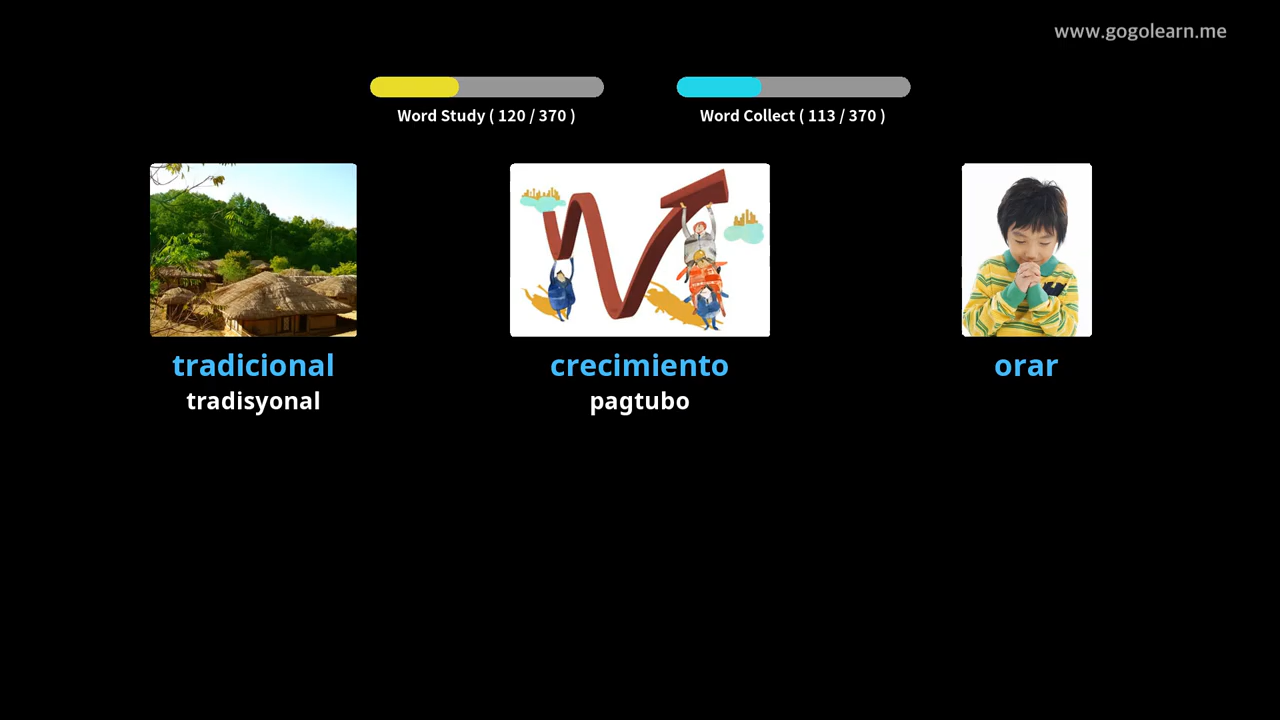 www.gogolearn.me
Word Study ( 120 / 370 )
Word Collect ( 113 / 370 )
tradicional
tradisyonal
crecimiento
pagtubo
orar